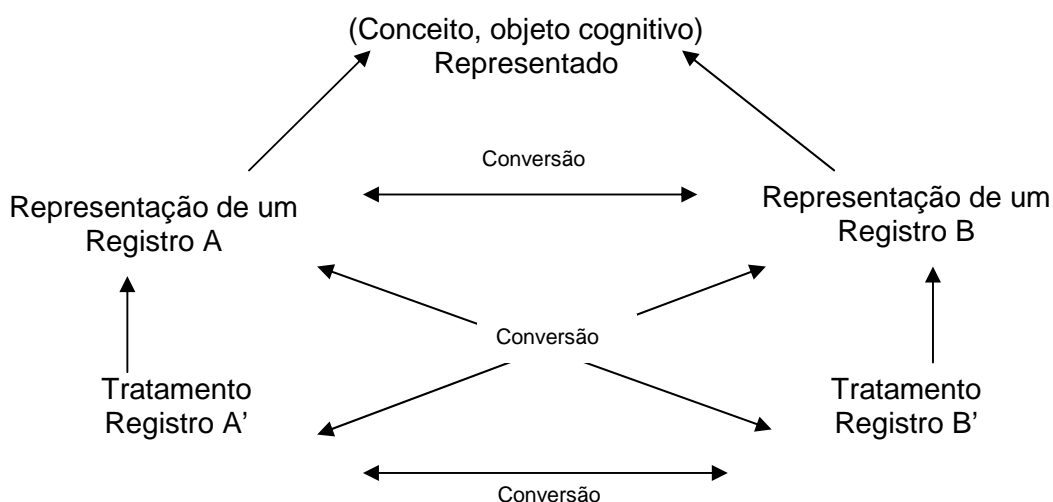 (Conceito, objeto cognitivo)
Representado
Conversão
Representação de um
Registro A
Representação de um
Registro B
Conversão
Tratamento
Registro A’
Tratamento
Registro B’
Conversão